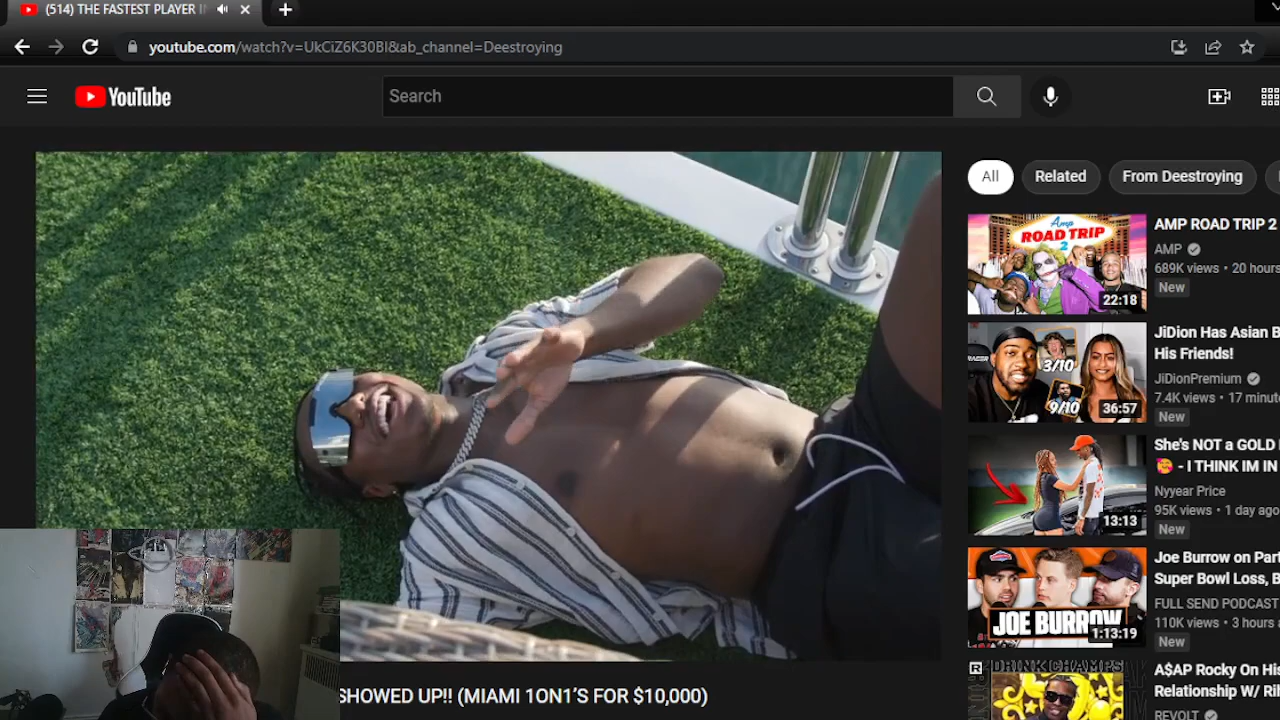 (514) THE FASTEST PLAYER I
youtube.com/watch?v=UkCiZ6K30BI&ab_channel=Deestroying
YouTube
Search
SHOWED UP!! (MIAMI 1ON1'S FOR $10,000)
All
Related
From Deestroying
Amp
ROAD TRIP
2
22:18
AMP ROAD TRIP 2
AMP
689K views • 20 hours
New
3/10
9/10
36:57
JiDion Has Asian B
His Friends!
JiDionPremium
7.4K views • 17 minute
New
13:13
She's NOT a GOLD
🥰 - I THINK IM IN
Nyyear Price
95K views • 1 day ago
New
JOE BURROW
1:13:19
Joe Burrow on Part
Super Bowl Loss, B
FULL SEND PODCAST
110K views • 3 hours
New
DRINK CHAMPS
A$AP Rocky On His
Relationship W/ Ri
REVOLT